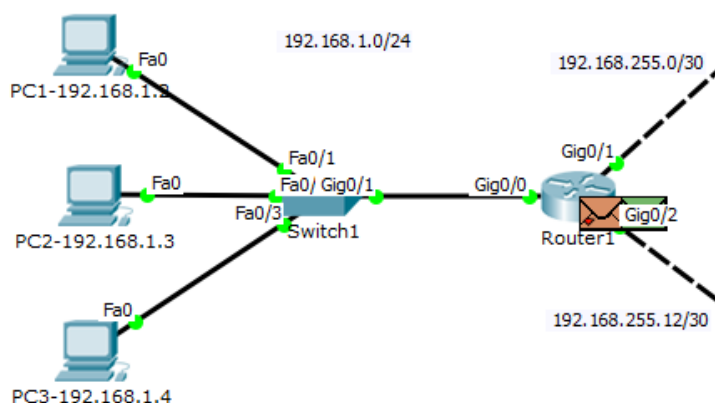 192.168.1.0/24
Fa0
192.168.255.0/30
PC1-192.168.1.2
Gig0/1
Fa0/1
Fa0
Fa0/
Gig0/1
Gig0/0
Fa0/3
Gig0/2
PC2-192.168.1.3
Switch1
Router1
Fa0
192.168.255.12/30
PC3-192.168.1.4